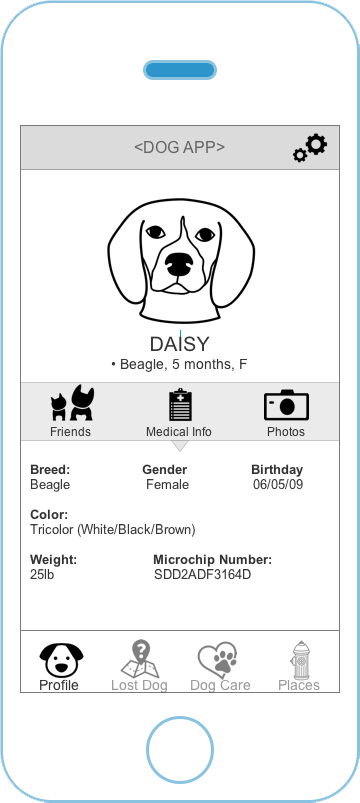 <DOG APP>
DAISY
• Beagle, 5 months, F
Friends Medical Info Photos
Breed: Gender Birthday
Beagle Female 06/05/09
Color:
Tricolor (White/Black/Brown)
Weight: Microchip Number:
25lb SDD2ADF3164D
?
Profile Lost Dog Dog Care Places